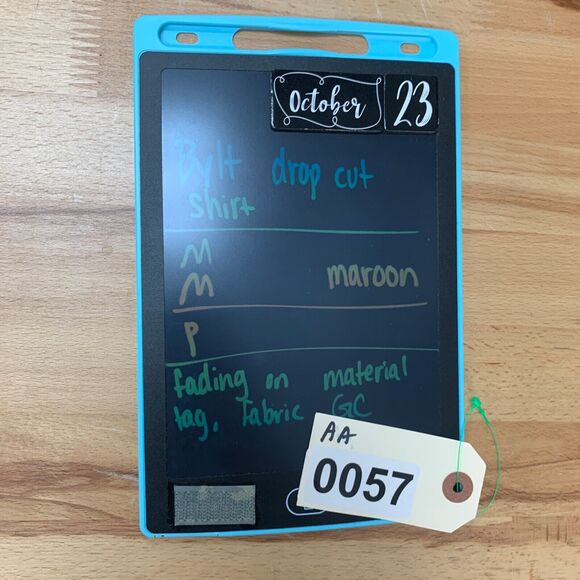 October 23
Bylt drop cut
shirt
M
M maroon
P
fading on material
tag, fabric GC
AA
0057